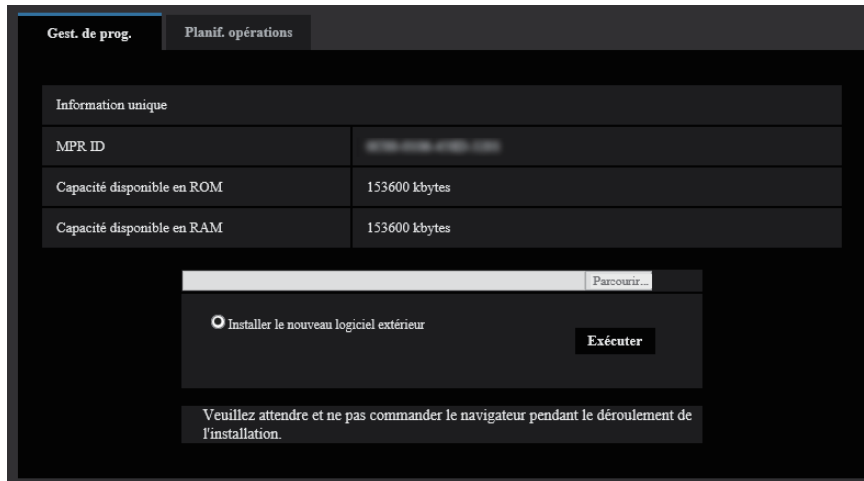 Gest. de prog. Planif. opérations
Information unique
MPR ID
Capacité disponible en ROM 153600 kbytes
Capacité disponible en RAM 153600 kbytes
Parcourir...
Installer le nouveau logiciel extérieur
Exécuter
Veuillez attendre et ne pas commander le navigateur pendant le déroulement de
l'installation.